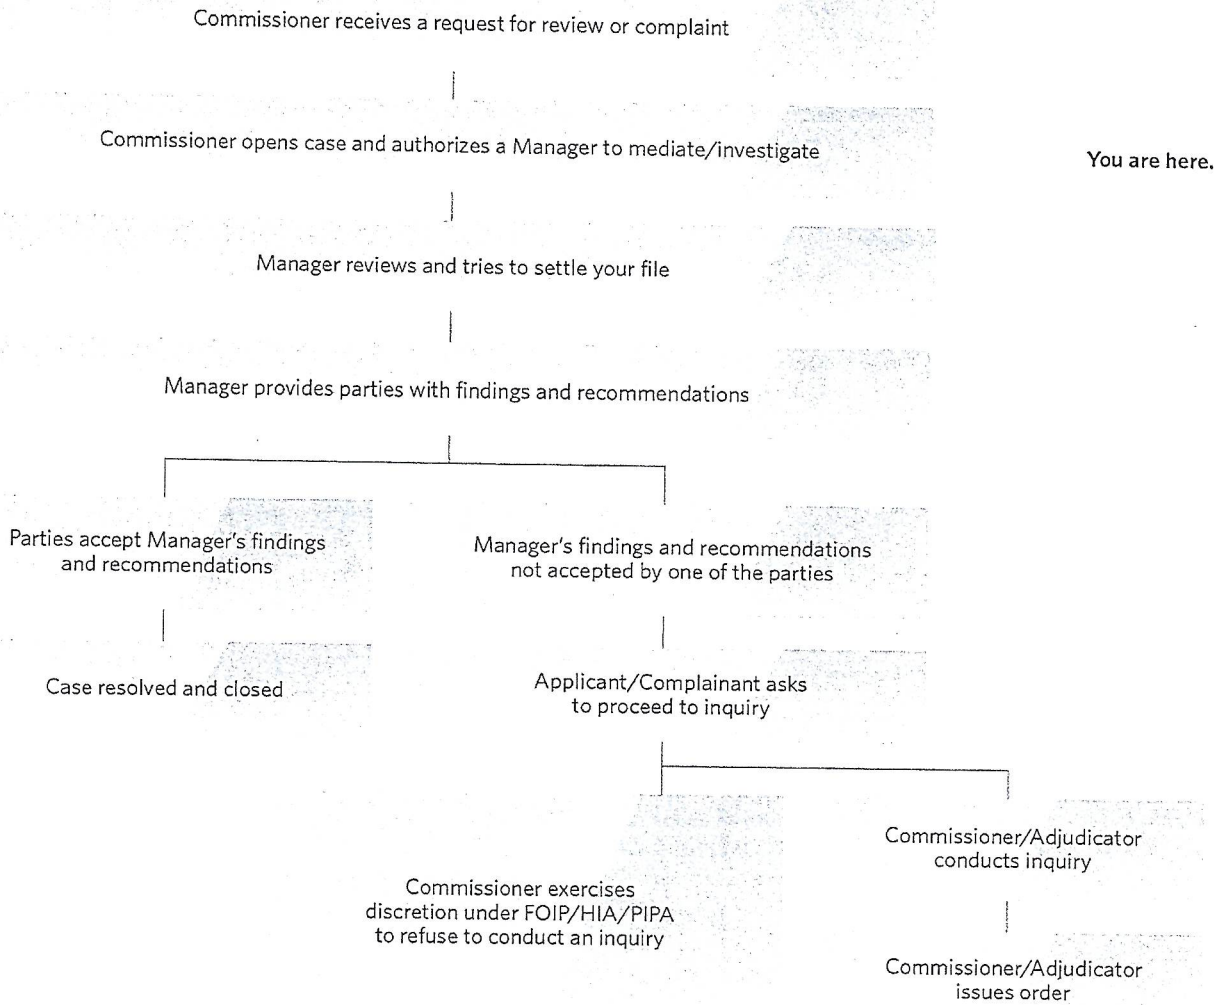 Commissioner receives a request for review or complaint
Commissioner opens case and authorizes a Manager to mediate/investigate
You are here.
Manager reviews and tries to settle your file
Manager provides parties with findings and recommendations
Parties accept Manager's findings
and recommendations
Manager's findings and recommendations
not accepted by one of the parties
Case resolved and closed
Applicant/Complainant asks
to proceed to inquiry
Commissioner exercises
discretion under FOIP/HIA/PIPA
to refuse to conduct an inquiry
Commissioner/Adjudicator
conducts inquiry
Commissioner/Adjudicator
issues order